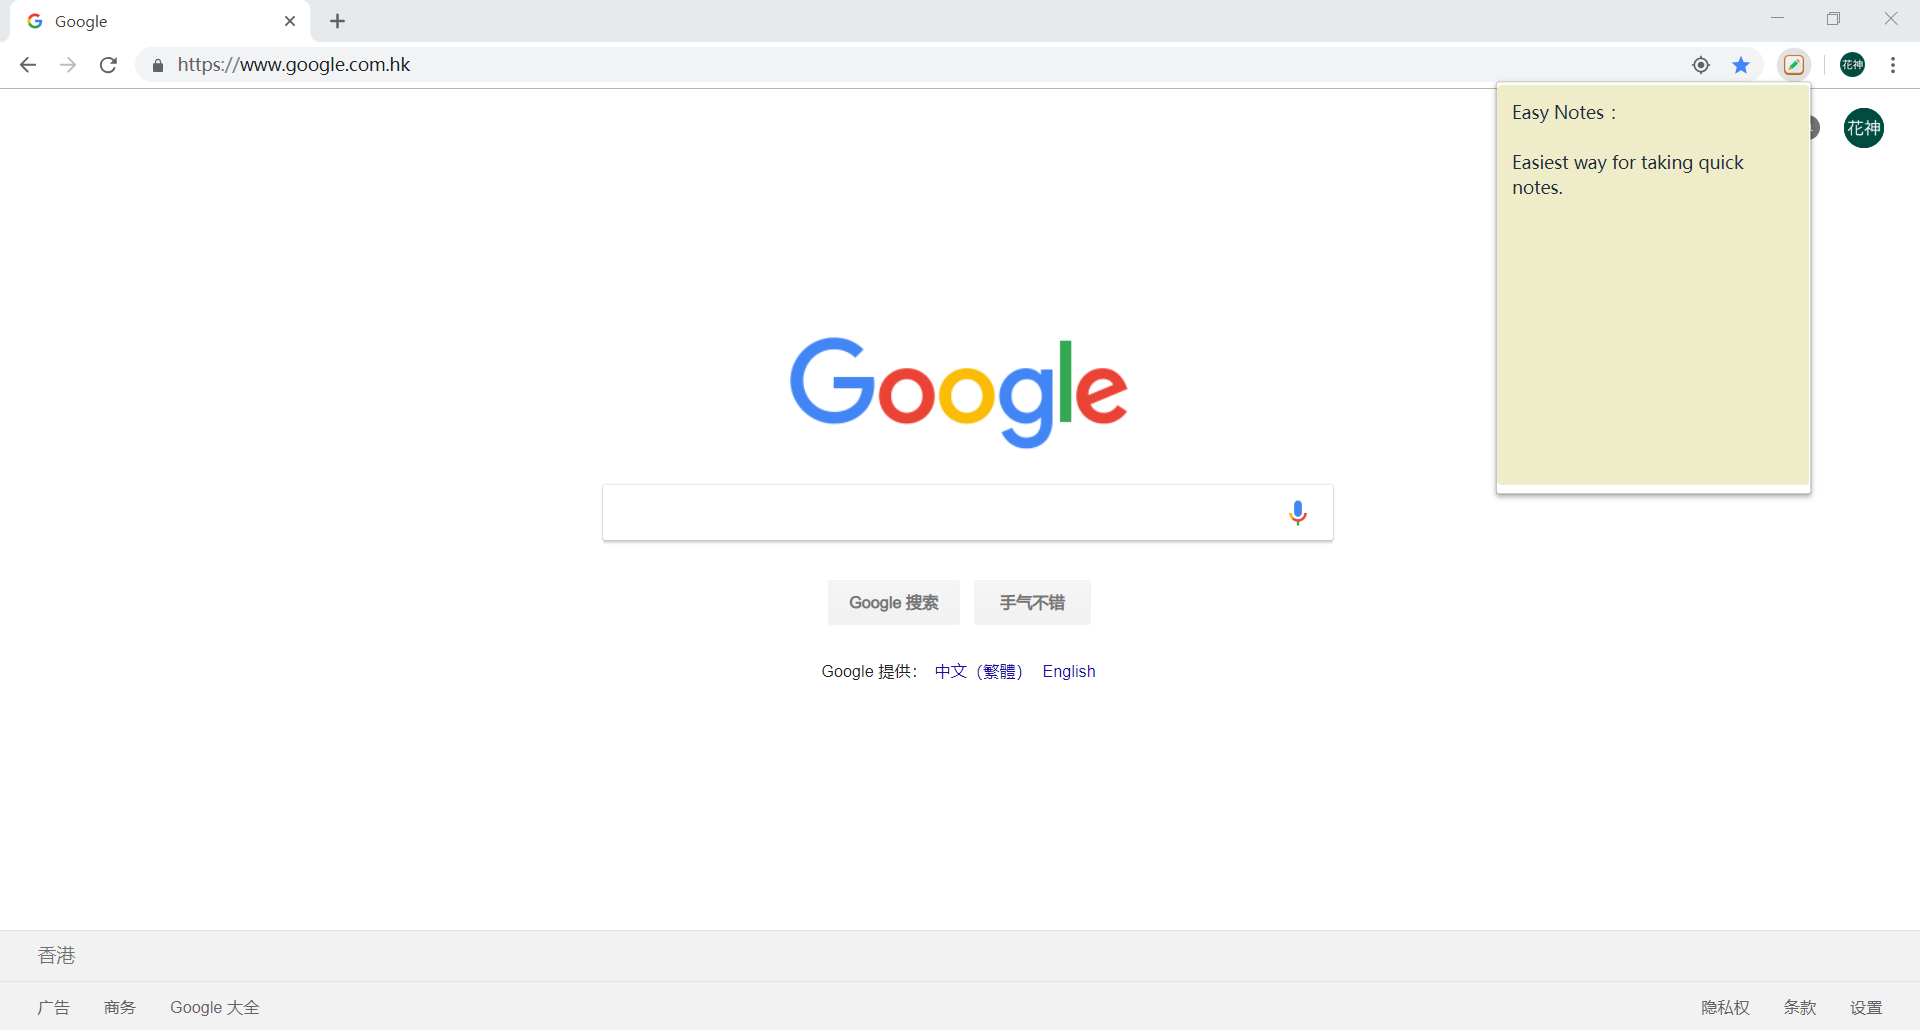 Google
https://www.google.com.hk
花神
Easy Notes：
Easiest way for taking quick
notes.
花神
Google
Google 搜索
手气不错
Google 提供： 中文（繁體） English
香港
广告 商务 Google 大全
隐私权 条款 设置